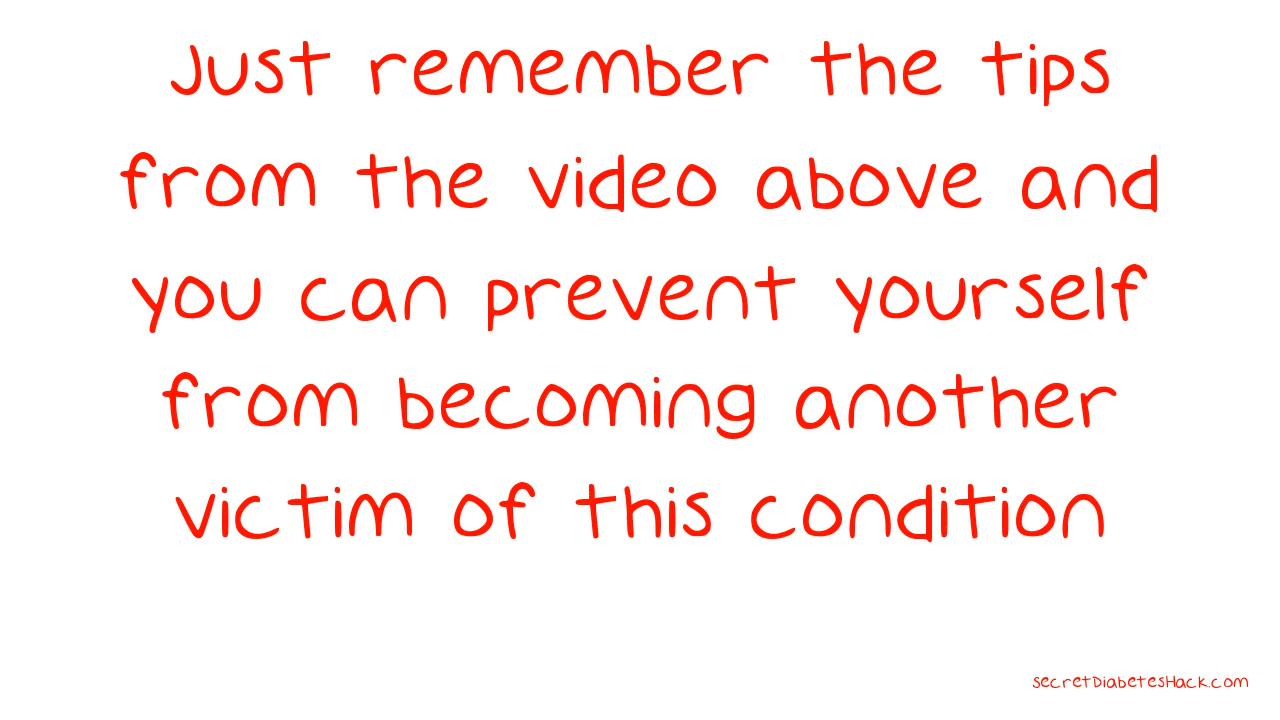 Just remember the tips
from the video above and
you can prevent yourself
from becoming another
victim of this condition
secretDiabetesHack.com